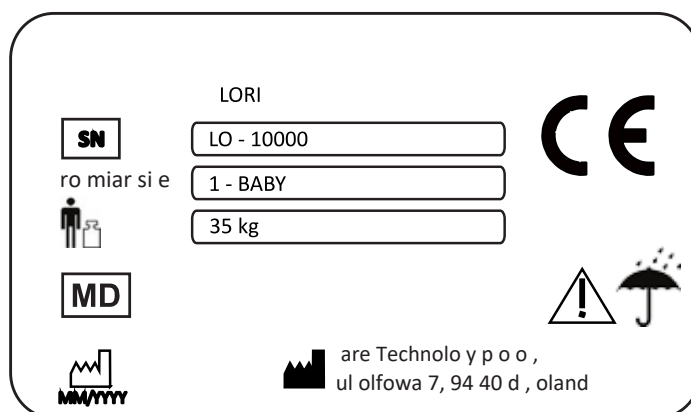 LORI
SN
LO - 10000
ro miar si e
1 - BABY
35 kg
MD
MM/YYYY
are Technolo y p o o ,
ul olfowa 7, 94 40 d , oland
CE